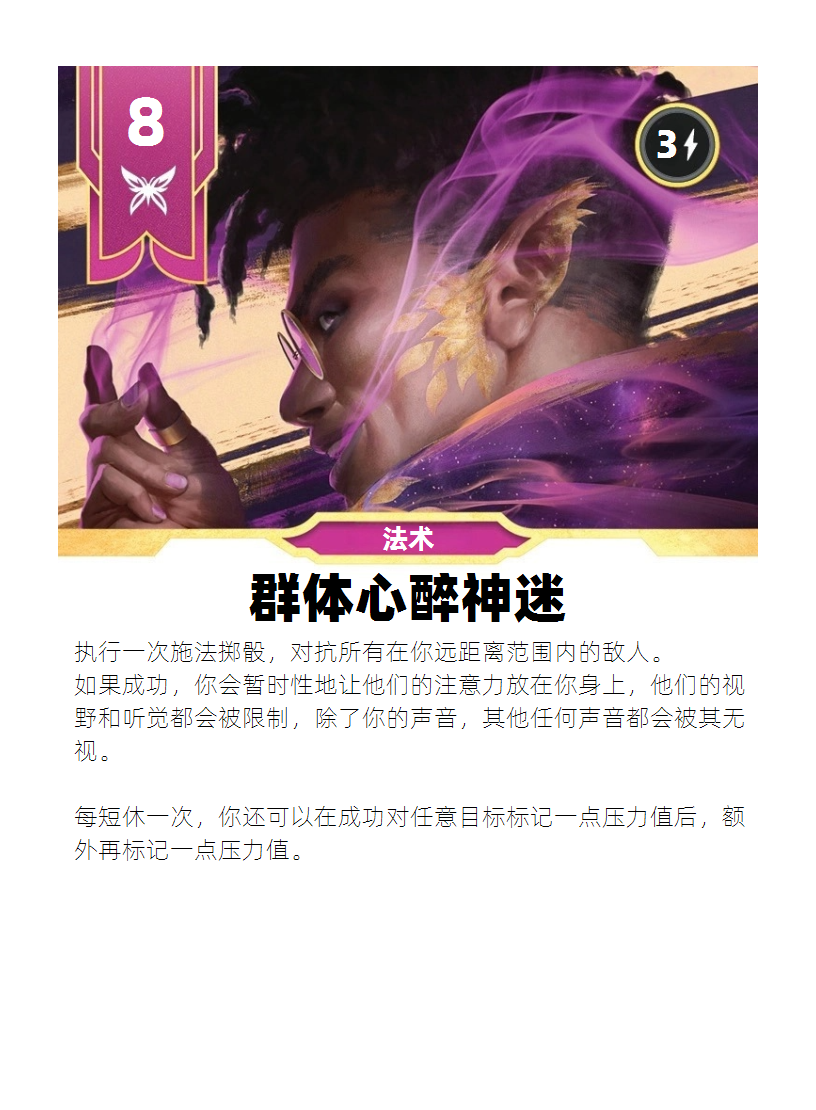 8
3
法术
群体心醉神迷
执行一次施法掷骰，对抗所有在你远距离范围内的敌人。
如果成功，你会暂时性地让他们的注意力放在你身上，他们的视
野和听觉都会被限制，除了你的声音，其他任何声音都会被其无
视。
每短休一次，你还可以在成功对任意目标标记一点压力值后，额
外再标记一点压力值。